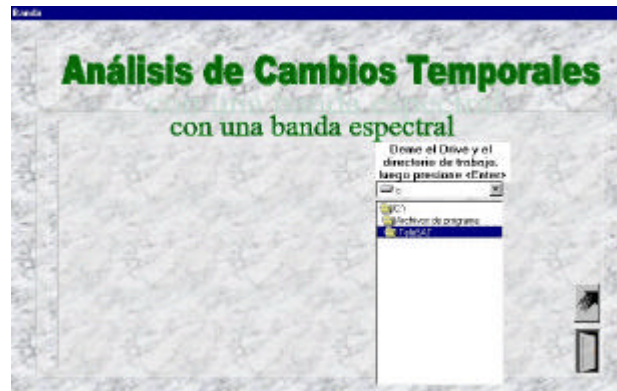 Banda
Análisis de Cambios Temporales
con una banda espectral
Deme el Drive y el
directorio de trabajo,
luego presione <Enter>
c:
C:\
Archivos de programa
TeleSAT